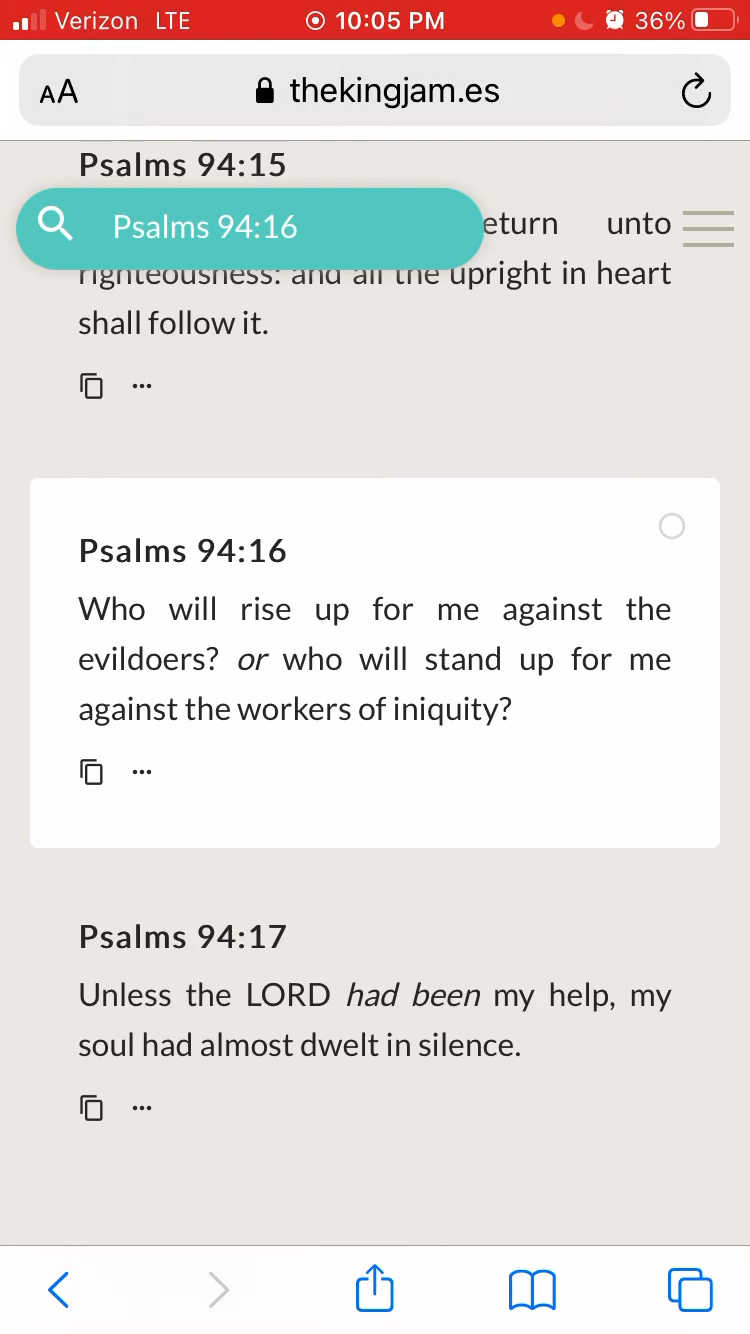 Verizon LTE 10:05 PM 36%
AA thekingjam.es
Psalms 94:15
Psalms 94:16
eturn unto
righteousness: and all the upright in heart
shall follow it.
Psalms 94:16
Who will rise up for me against the
evildoers? or who will stand up for me
against the workers of iniquity?
Psalms 94:17
Unless the LORD had been my help, my
soul had almost dwelt in silence.